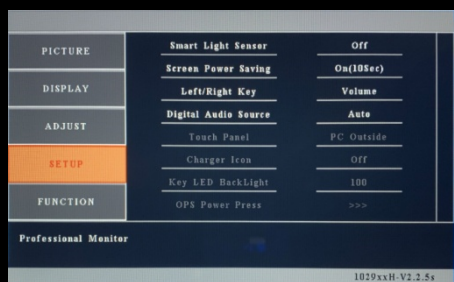 PICTURE
DISPLAY
ADJUST
SETUP
FUNCTION
Smart Light Sensor Off
Screen Power Saving On(10Sec)
Left/Right Key Volume
Digital Audio Source Auto
Touch Panel PC Outside
Charger Icon Off
Key LED BackLight 100
OPS Power Press >>>
Professional Monitor
1029xxH-V2.2.5s